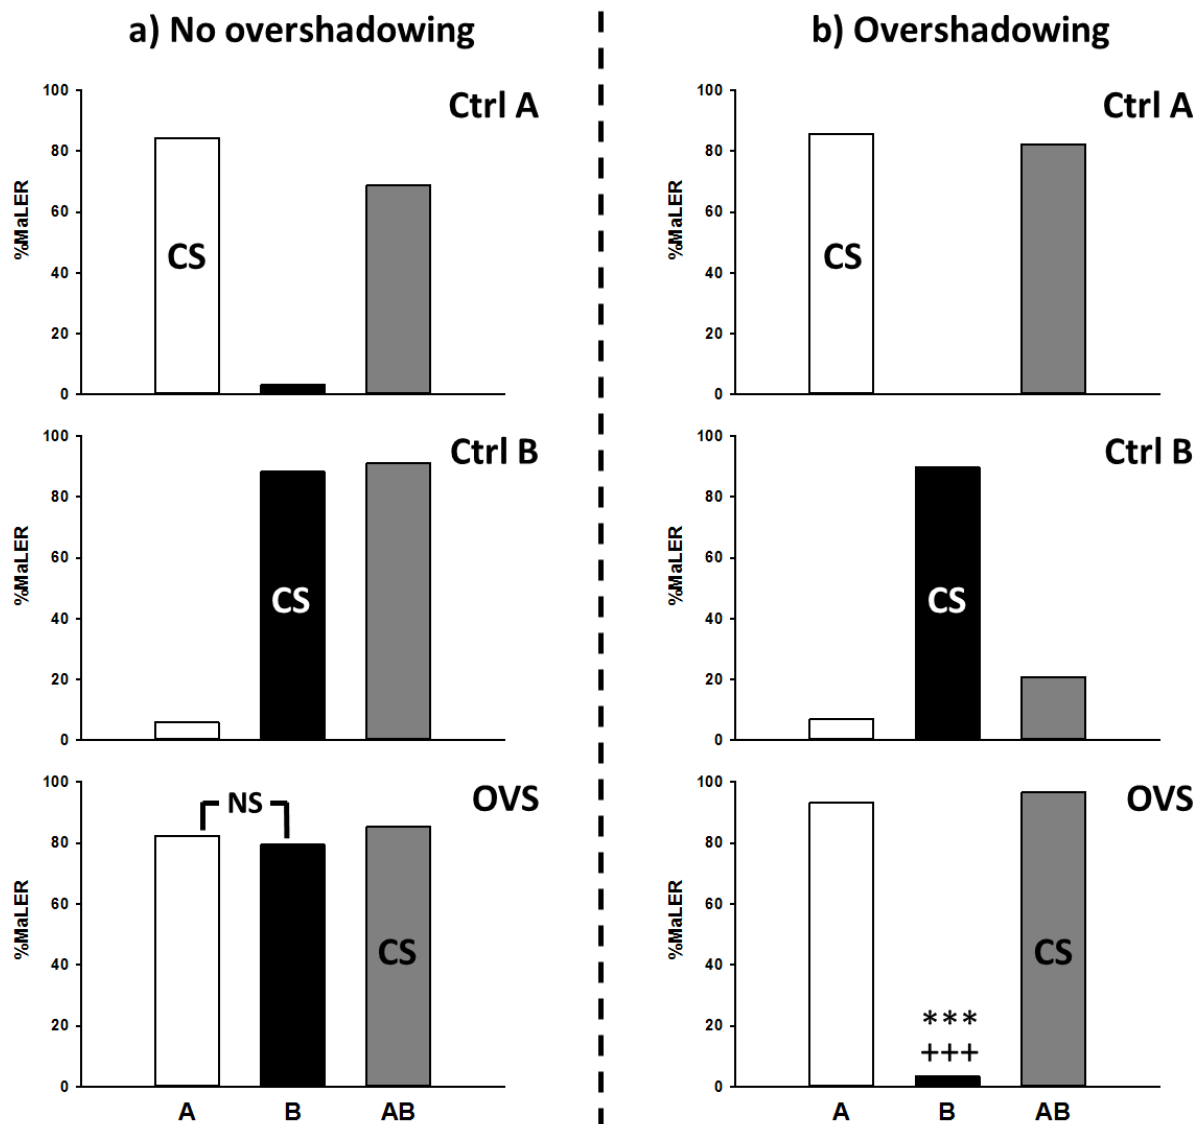 a) No overshadowing
b) Overshadowing
Ctrl A
100
80
60
40
20
0
%MaLER
CS
Ctrl A
100
80
60
40
20
0
%MaLER
CS
Ctrl B
100
80
60
40
20
0
%MaLER
CS
Ctrl B
100
80
60
40
20
0
%MaLER
CS
OVS
100
80
60
40
20
0
%MaLER
NS
CS
A B AB
OVS
100
80
60
40
20
0
%MaLER
CS
***
+++
A B AB